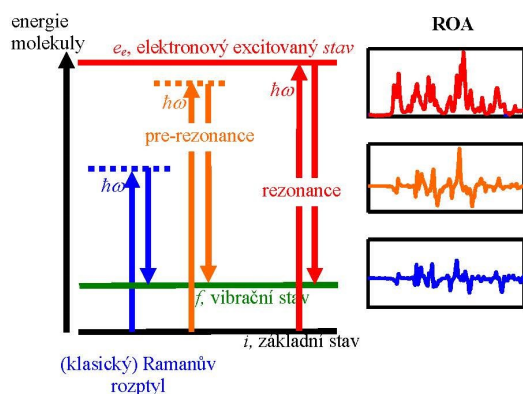 energie
molekuly
eₑ, elektronový excitovaný stav
ROA
ħω
ħω
pre-rezonance
ħω
rezonance
f, vibrační stav
i, základní stav
(klasický) Ramanův
rozptyl